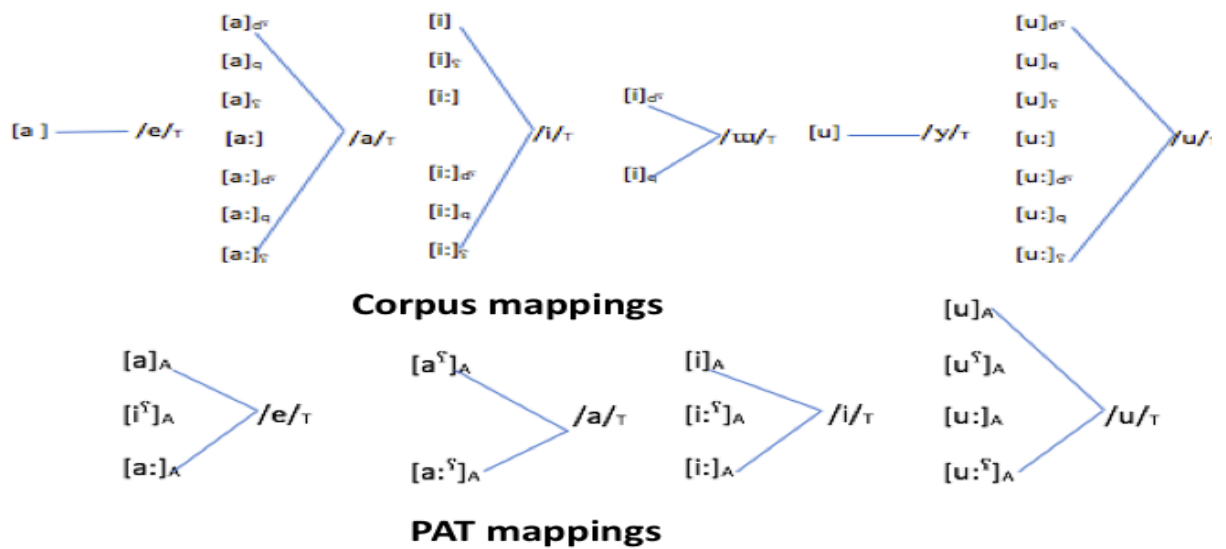 [a ]
/e/ᴛ
[a]dˤ
[a]q
[a]ʕ
[a:]
[a:]dˤ
[a:]q
[a:]ʕ
/a/ᴛ
[i]
[i]ʕ
[i:]
[i:]dˤ
[i:]q
[i:]ʕ
/i/ᴛ
[i]dˤ
[i]q
/ɯ/ᴛ
[u]
/y/ᴛ
[u]dˤ
[u]q
[u]ʕ
[u:]
[u:]dˤ
[u:]q
[u:]ʕ
/u/ᴛ
Corpus mappings
[a]ᴀ
[iˤ]ᴀ
[a:]ᴀ
/e/ᴛ
[aˤ]ᴀ
[a:ˤ]ᴀ
/a/ᴛ
[i]ᴀ
[i:ˤ]ᴀ
[i:]ᴀ
/i/ᴛ
[u]ᴀ
[uˤ]ᴀ
[u:]ᴀ
[u:ˤ]ᴀ
/u/ᴛ
PAT mappings